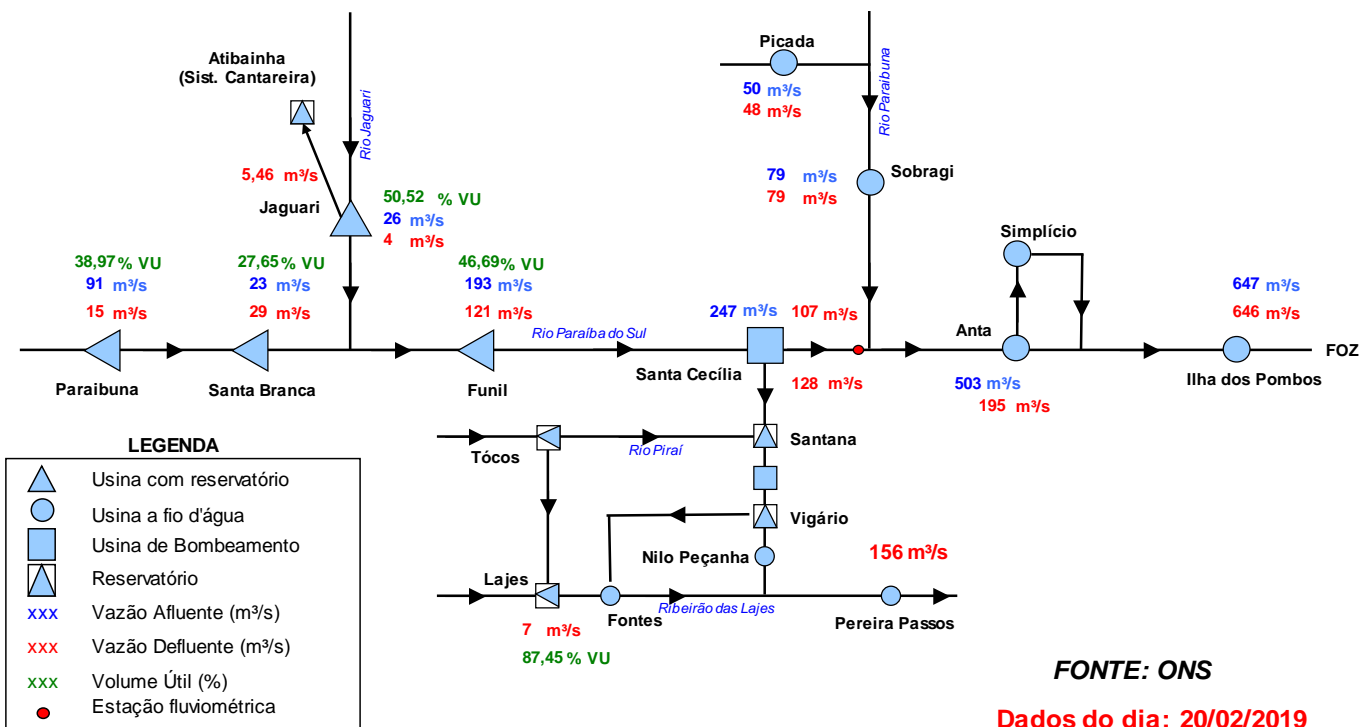 Picada
Atibainha
(Sist. Cantareira)
50 m³/s
48 m³/s
Rio Jaguari
Rio Paraibuna
5,46 m³/s
Jaguari
50,52 % VU
26 m³/s
4 m³/s
79 m³/s
79 m³/s
Sobragi
Simplício
38,97% VU
91 m³/s
15 m³/s
27,65% VU
23 m³/s
29 m³/s
46,69% VU
193 m³/s
121 m³/s
247 m³/s
107 m³/s
647 m³/s
646 m³/s
Rio Paraíba do Sul
Anta
FOZ
Paraibuna
Santa Branca
Funil
Santa Cecília
128 m³/s
503 m³/s
195 m³/s
Ilha dos Pombos
Tócos
Rio Piraí
Santana
Vigário
Nilo Peçanha
156 m³/s
Lajes
Fontes
Ribeirão das Lajes
Pereira Passos
7 m³/s
87,45 % VU
LEGENDA
Usina com reservatório
Usina a fio d'água
Usina de Bombeamento
Reservatório
xxx Vazão Afluente (m³/s)
xxx Vazão Defluente (m³/s)
xxx Volume Útil (%)
Estação fluviométrica
FONTE: ONS
Dados do dia: 20/02/2019